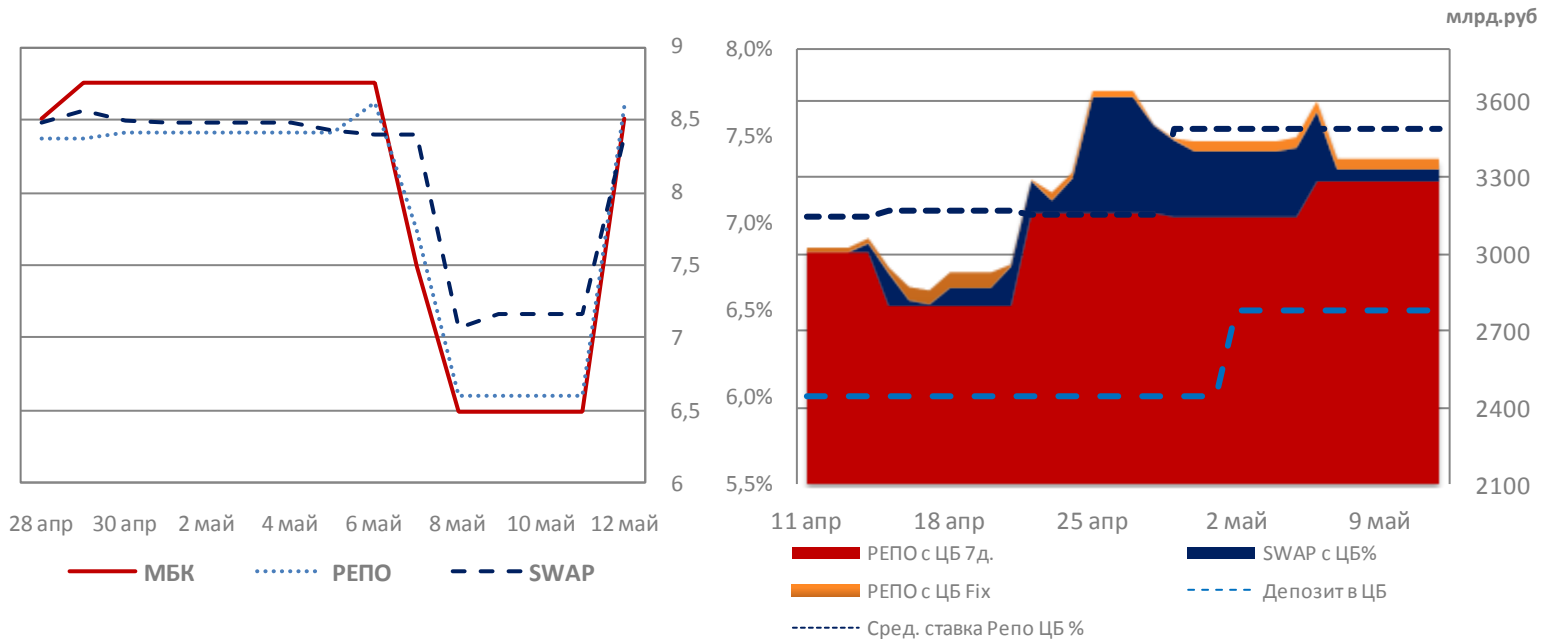 млрд.руб
9
8,5
8
7,5
7
6,5
6
28 апр 30 апр 2 май 4 май 6 май 8 май 10 май 12 май
МБК РЕПО SWAP
8,0%
7,5%
7,0%
6,5%
6,0%
5,5%
3600
3300
3000
2700
2400
2100
11 апр 18 апр 25 апр 2 май 9 май
РЕПО с ЦБ 7д. SWAP с ЦБ%
РЕПО с ЦБ Fix Депозит в ЦБ
Сред. ставка Репо ЦБ %